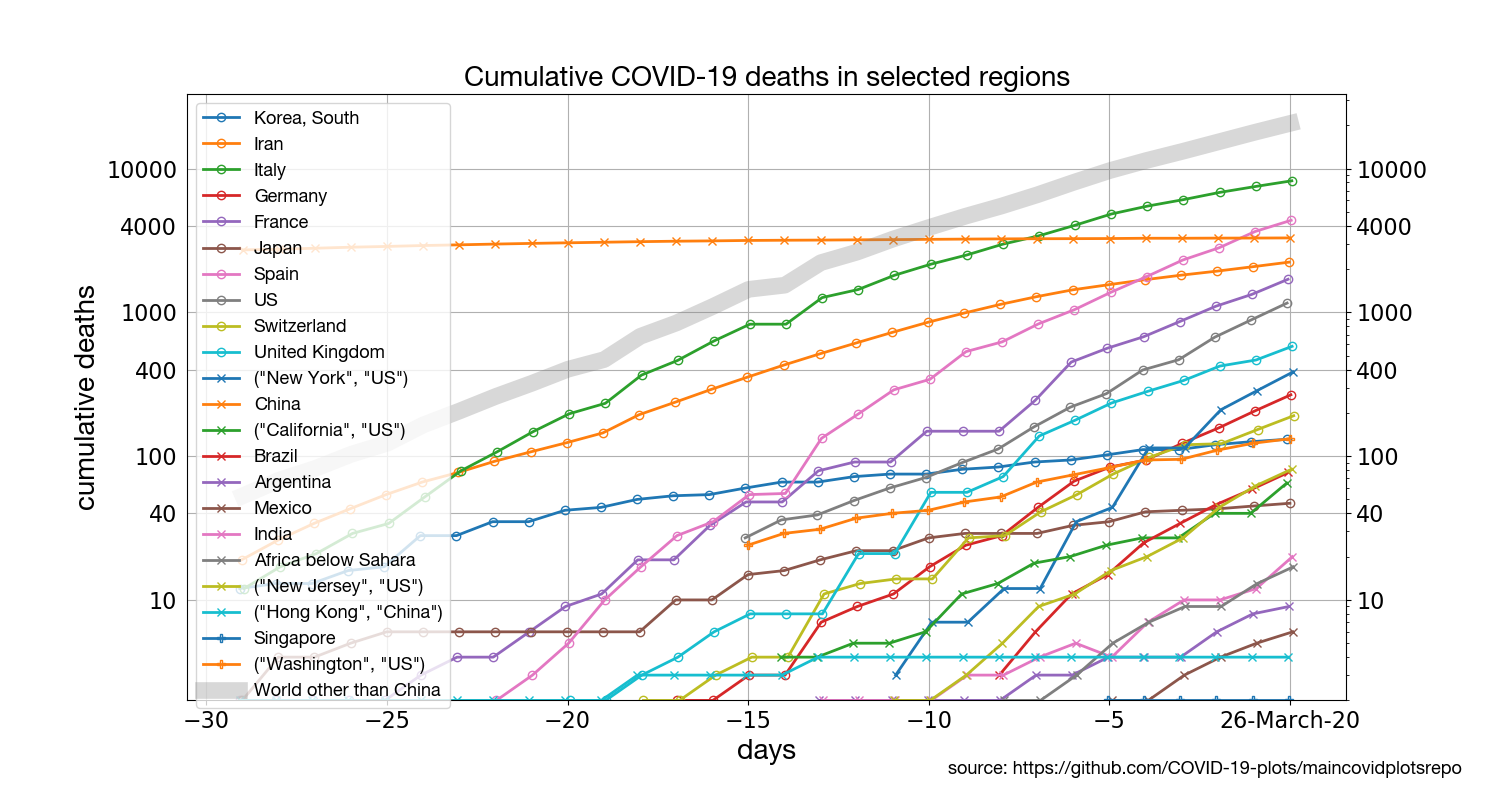 Cumulative COVID-19 deaths in selected regions
cumulative deaths
10000
4000
1000
400
100
40
10
Korea, South
Iran
Italy
Germany
France
Japan
Spain
US
Switzerland
United Kingdom
("New York", "US")
China
("California", "US")
Brazil
Argentina
Mexico
India
Africa below Sahara
("New Jersey", "US")
("Hong Kong", "China")
Singapore
("Washington", "US")
World other than China
10000
4000
1000
400
100
40
10
−30 −25 −20 −15 −10 −5 26-March-20
days
source: https://github.com/COVID-19-plots/maincovidplotsrepo